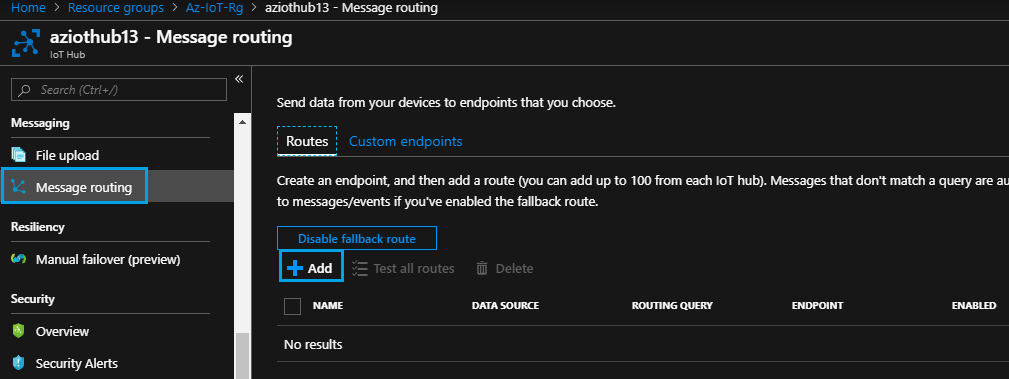 Home > Resource groups > Az-IoT-Rg > aziothub13 - Message routing
aziothub13 - Message routing
IoT Hub
Search (Ctrl+/)
«
Messaging
File upload
Message routing
Resiliency
Manual failover (preview)
Security
Overview
Security Alerts
Send data from your devices to endpoints that you choose.
Routes Custom endpoints
Create an endpoint, and then add a route (you can add up to 100 from each IoT hub). Messages that don't match a query are au
to messages/events if you've enabled the fallback route.
Disable fallback route
+ Add Test all routes Delete
NAME DATA SOURCE ROUTING QUERY ENDPOINT ENABLED
No results